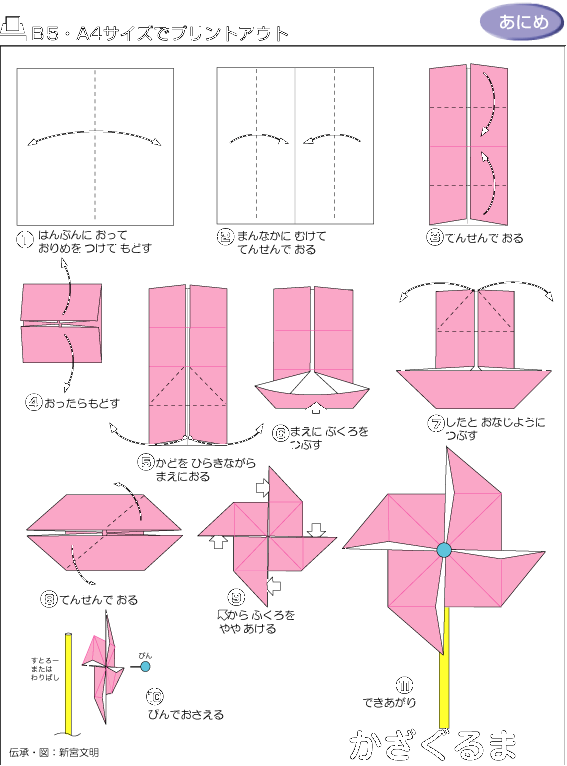 B5・A4サイズでプリントアウト
あにめ
① はんぶんに おって
おりめを つけて もどす
② まんなかに むけて
てんせんで おる
③ てんせんで おる
④ おったらもどす
⑤ かどを ひらきながら
まえにおる
⑥ まえに ぶくろを
つぶす
⑦ したと おなじように
つぶす
⑧ てんせんで おる
⑨
から ふくろを
やや あける
すとろー
または
わりばし
ぴん
⑩
ぴんでおさえる
⑪
できあがり
かざぐるま
伝承・図：新宮文明